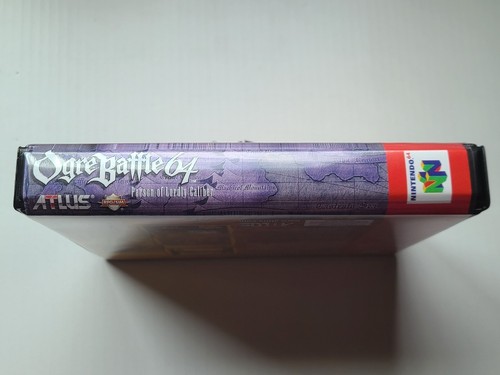 Ogre Battle 64
Person of Lordly Caliber
ATLUS
NINTENDO 64